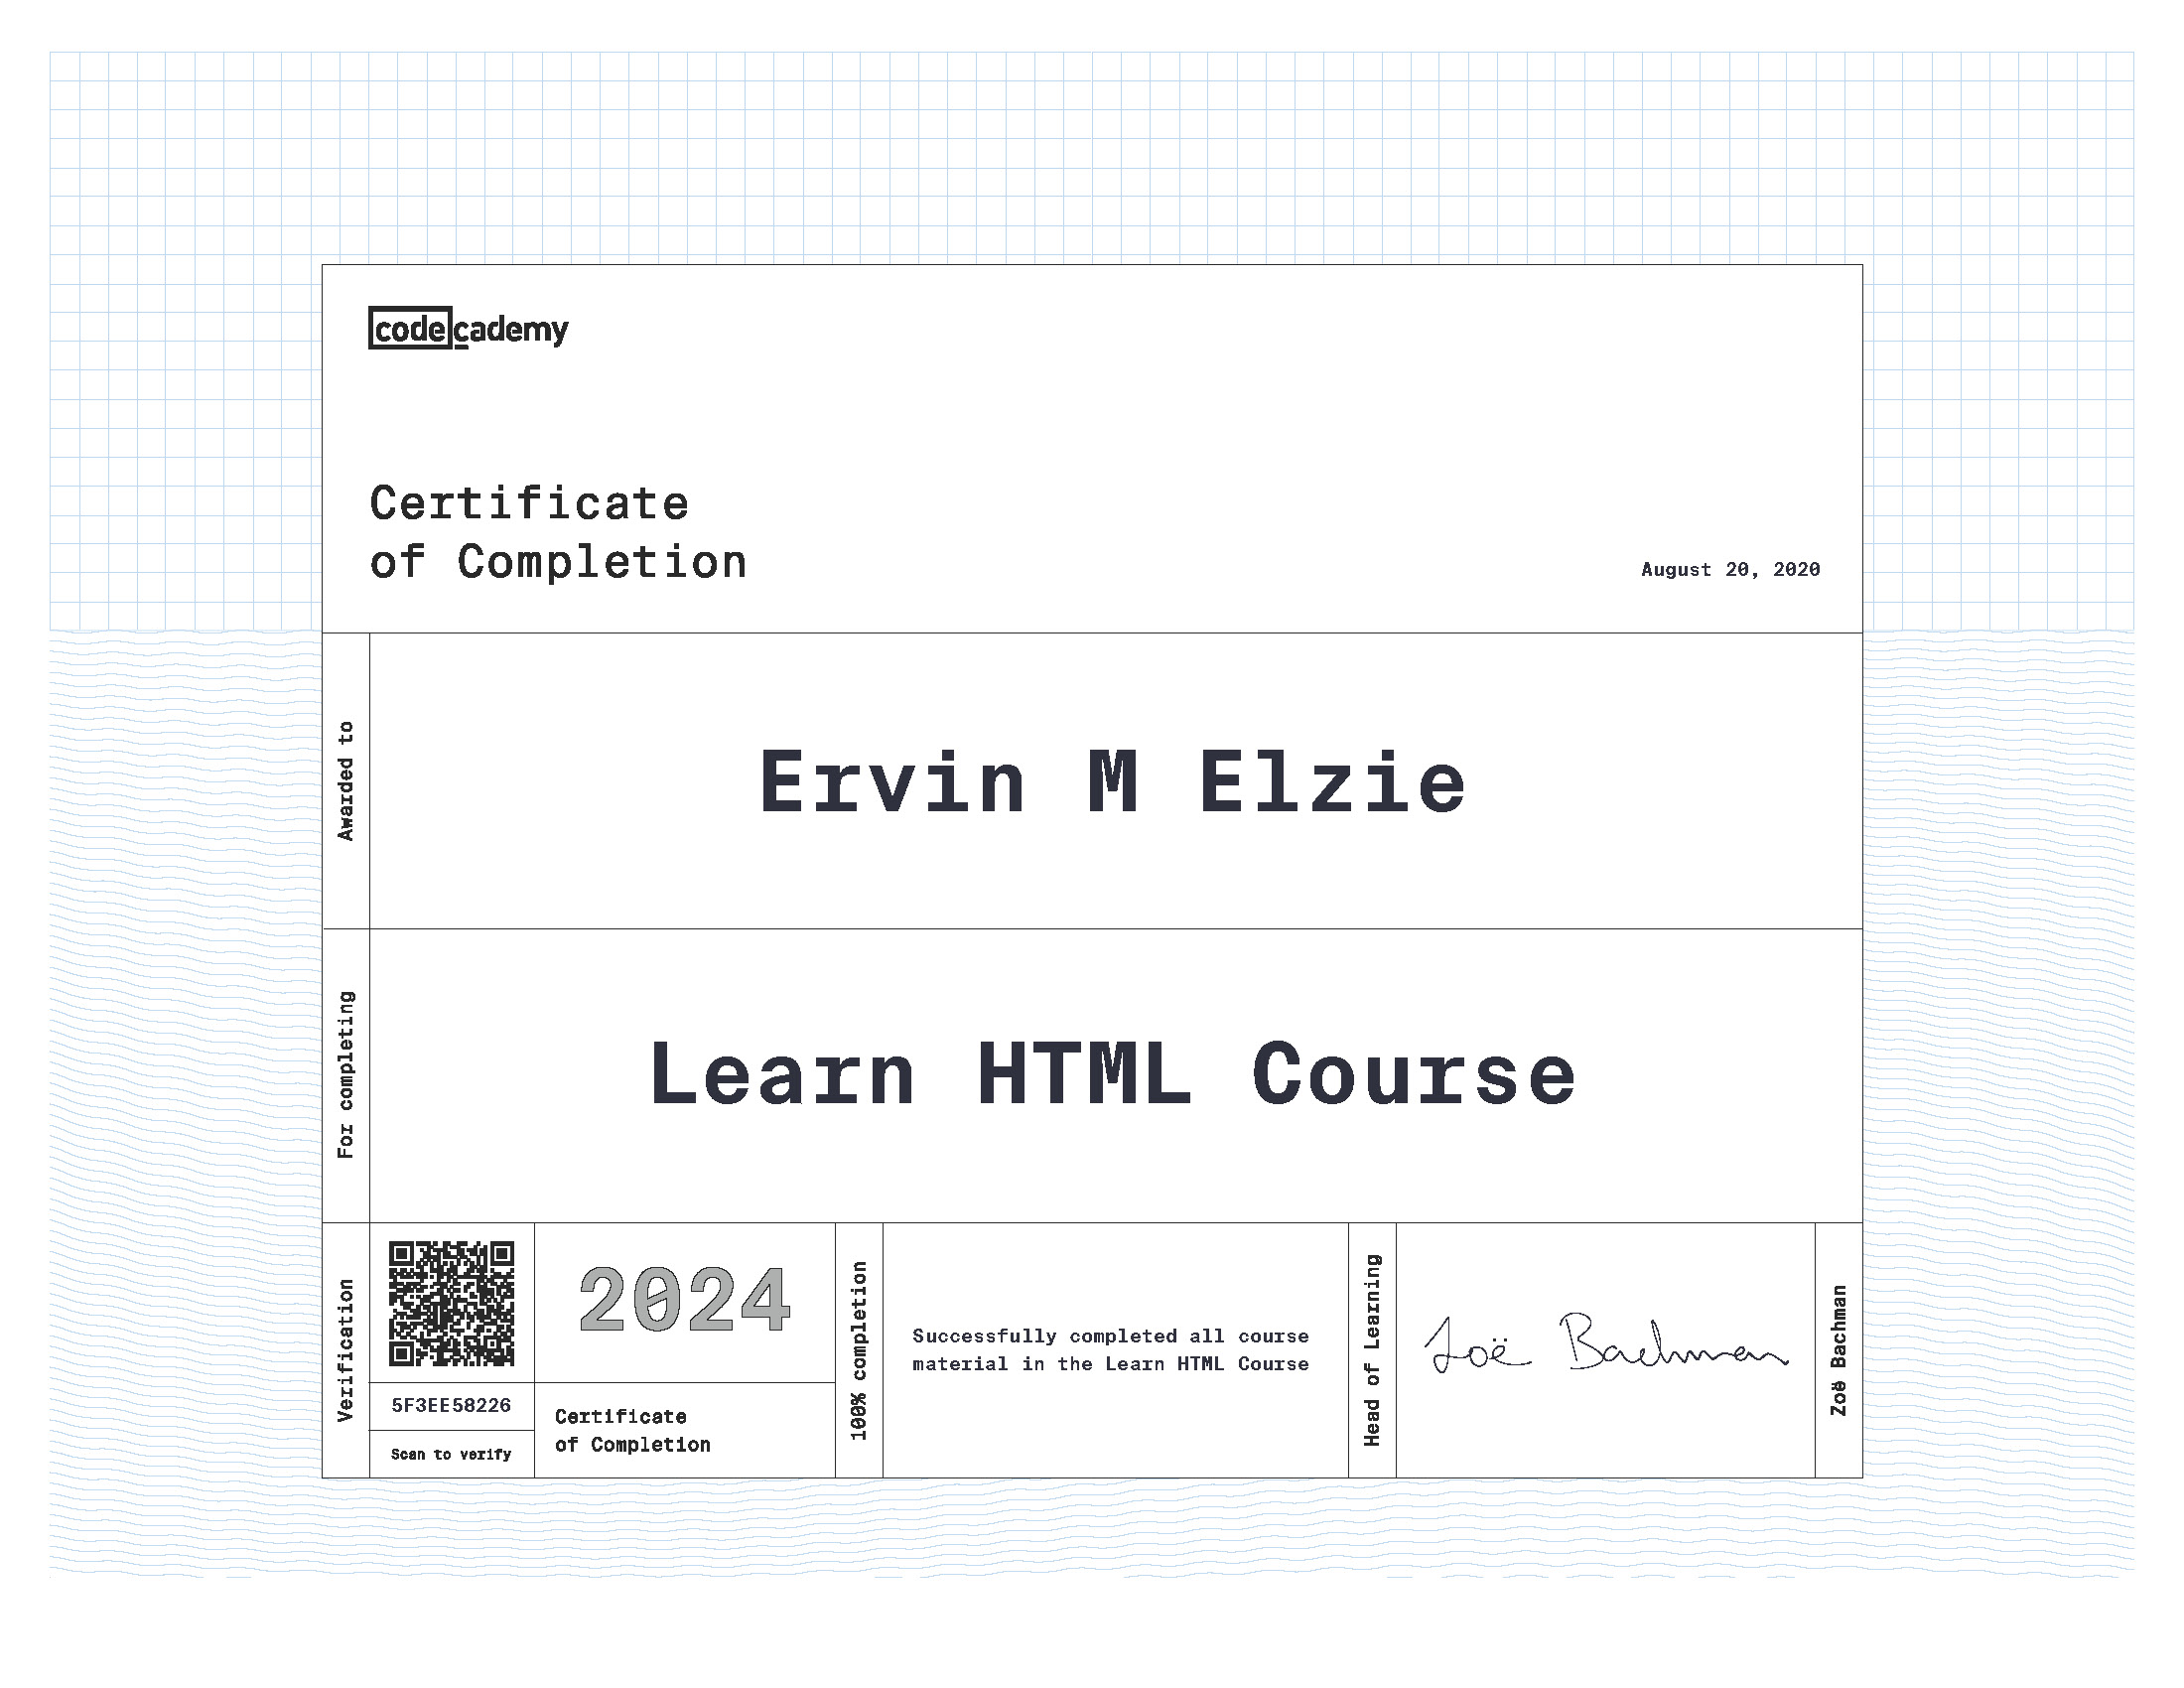 codecademy
Certificate
of Completion
August 20, 2020
Awarded to
Ervin M Elzie
For completing
Learn HTML Course
Verification
5F3EE58226
Scan to verify
2024
Certificate
of Completion
100% completion
Successfully completed all course
material in the Learn HTML Course
Head of Learning
Zoë Bachman
Zoë Bachman